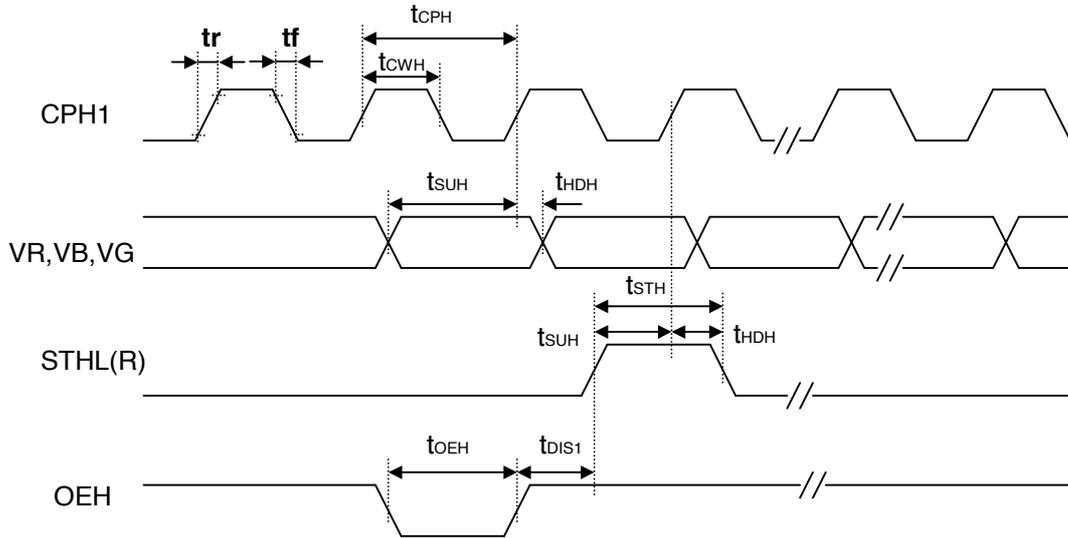 tCPH
tr tf
tCWH
CPH1
tSUH tHDH
VR,VB,VG
tSTH
tSUH tHDH
STHL(R)
tOEH tDIS1
OEH